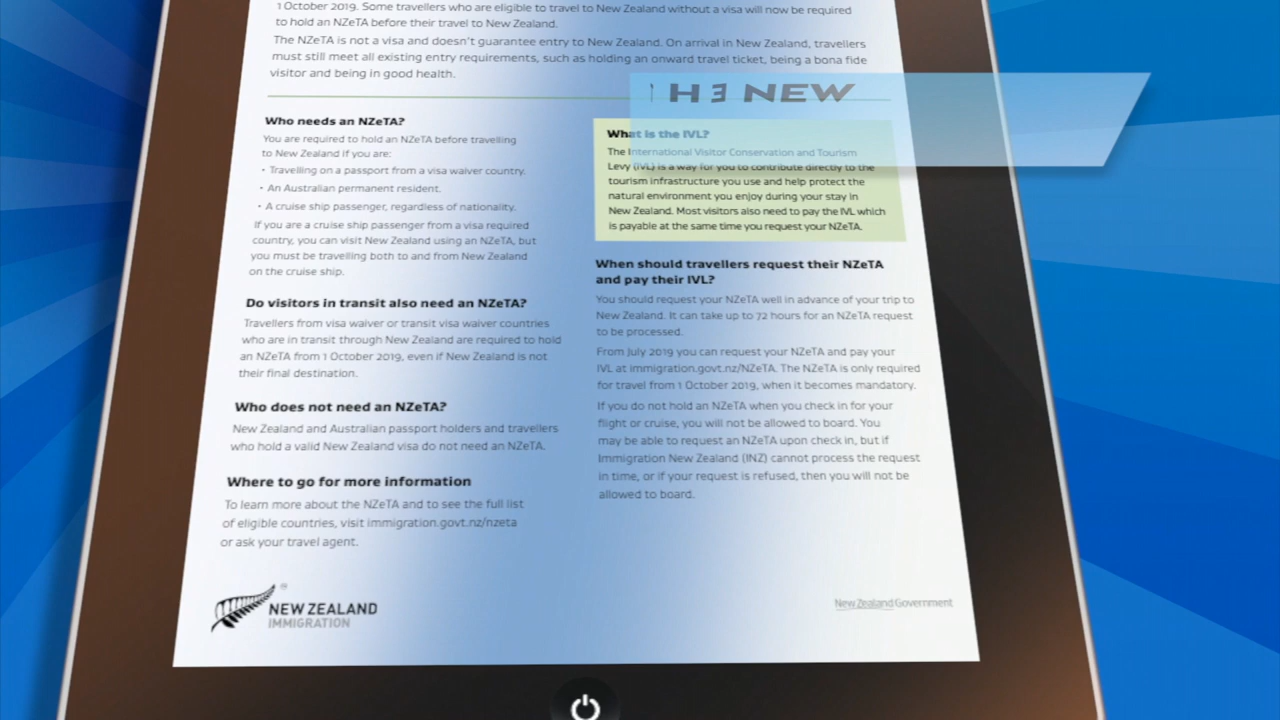 1 October 2019. Some travellers who are eligible to travel to New Zealand without a visa will now be required
to hold an NZeTA before their travel to New Zealand.
The NZeTA is not a visa and doesn't guarantee entry to New Zealand. On arrival in New Zealand, travellers
must still meet all existing entry requirements, such as holding an onward travel ticket, being a bona fide
visitor and being in good health.
NEW
Who needs an NZeTA?
You are required to hold an NZeTA before travelling
to New Zealand if you are:
• Travelling on a passport from a visa waiver country.
• An Australian permanent resident.
• A cruise ship passenger, regardless of nationality.
If you are a cruise ship passenger from a visa required
country, you can visit New Zealand using an NZeTA, but
you must be travelling both to and from New Zealand
on the cruise ship.
Do visitors in transit also need an NZeTA?
Travellers from visa waiver or transit visa waiver countries
who are in transit through New Zealand are required to hold
an NZeTA from 1 October 2019, even if New Zealand is not
their final destination.
Who does not need an NZeTA?
New Zealand and Australian passport holders and travellers
who hold a valid New Zealand visa do not need an NZeTA.
Where to go for more information
To learn more about the NZeTA and to see the full list
of eligible countries, visit immigration.govt.nz/nzeta
or ask your travel agent.
What is the IVL?
The International Visitor Conservation and Tourism
Levy (IVL) is a way for you to contribute directly to the
tourism infrastructure you use and help protect the
natural environment you enjoy during your stay in
New Zealand. Most visitors also need to pay the IVL which
is payable at the same time you request your NZeTA.
When should travellers request their NZeTA
and pay their IVL?
You should request your NZeTA well in advance of your trip to
New Zealand. It can take up to 72 hours for an NZeTA request
to be processed.
From July 2019 you can request your NZeTA and pay your
IVL at immigration.govt.nz/NZeTA. The NZeTA is only required
for travel from 1 October 2019, when it becomes mandatory.
If you do not hold an NZeTA when you check in for your
flight or cruise, you will not be allowed to board. You
may be able to request an NZeTA upon check in, but if
Immigration New Zealand (INZ) cannot process the request
in time, or if your request is refused, then you will not be
allowed to board.
NEW ZEALAND
IMMIGRATION
New Zealand Government